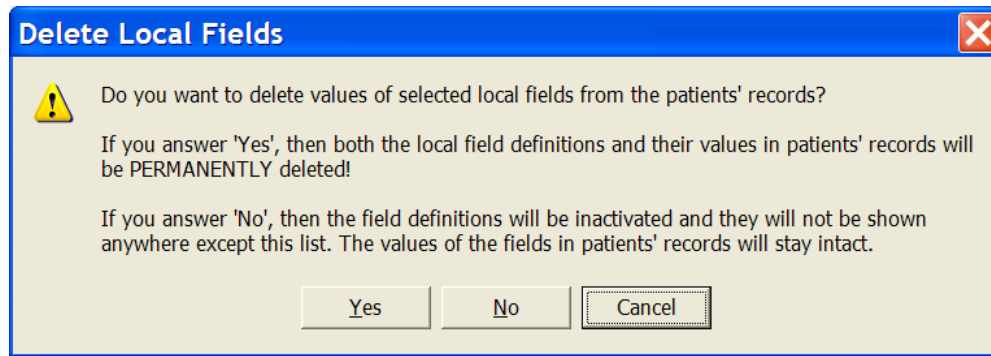 Delete Local Fields
Do you want to delete values of selected local fields from the patients' records?
If you answer 'Yes', then both the local field definitions and their values in patients' records will
be PERMANENTLY deleted!
If you answer 'No', then the field definitions will be inactivated and they will not be shown
anywhere except this list. The values of the fields in patients' records will stay intact.
Yes No Cancel